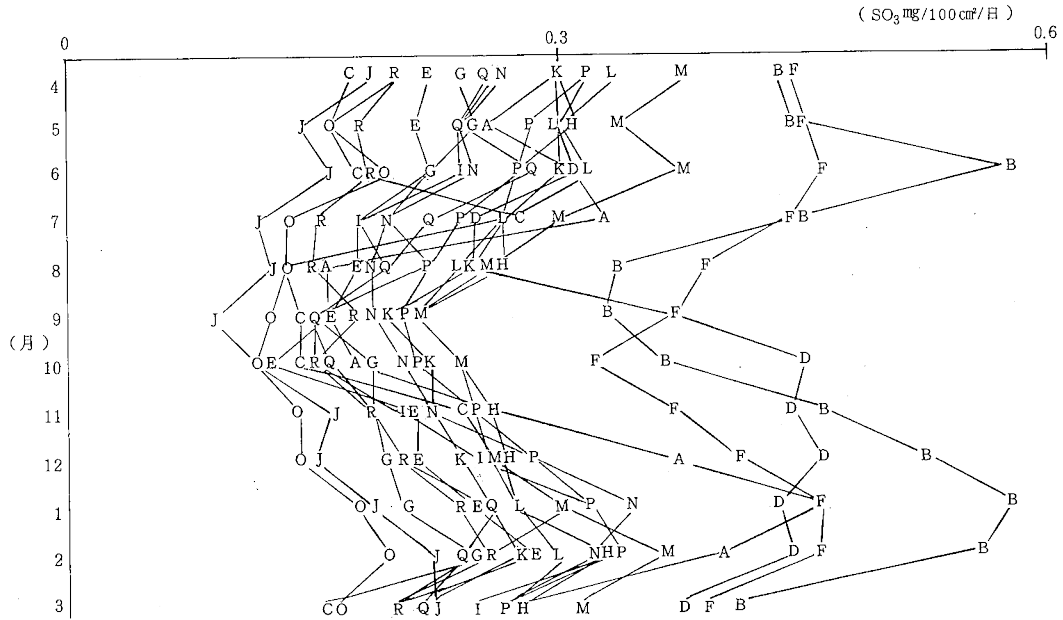 (SO₃mg/100cm²/日)
0 0.3 0.6
4 C J R E G Q N K P L M B F
5 J O R E Q G A P L H M B F
6 J C R O G I N P Q K D L M F B
7 J O R I N Q P D L C M A F B
8 J O R A E N Q P L K M H B F
9 J O C Q E R N K P M B F
(月)
10 O E C R Q A G N P K M F B D
11 O J R I E N C P H F D B
12 O J G R E K I M H P A F D B
1 O J G R E Q L M P N D F B
2 O J Q G R K E L N H P M A D F B
3 C O R Q J I P H M D F B